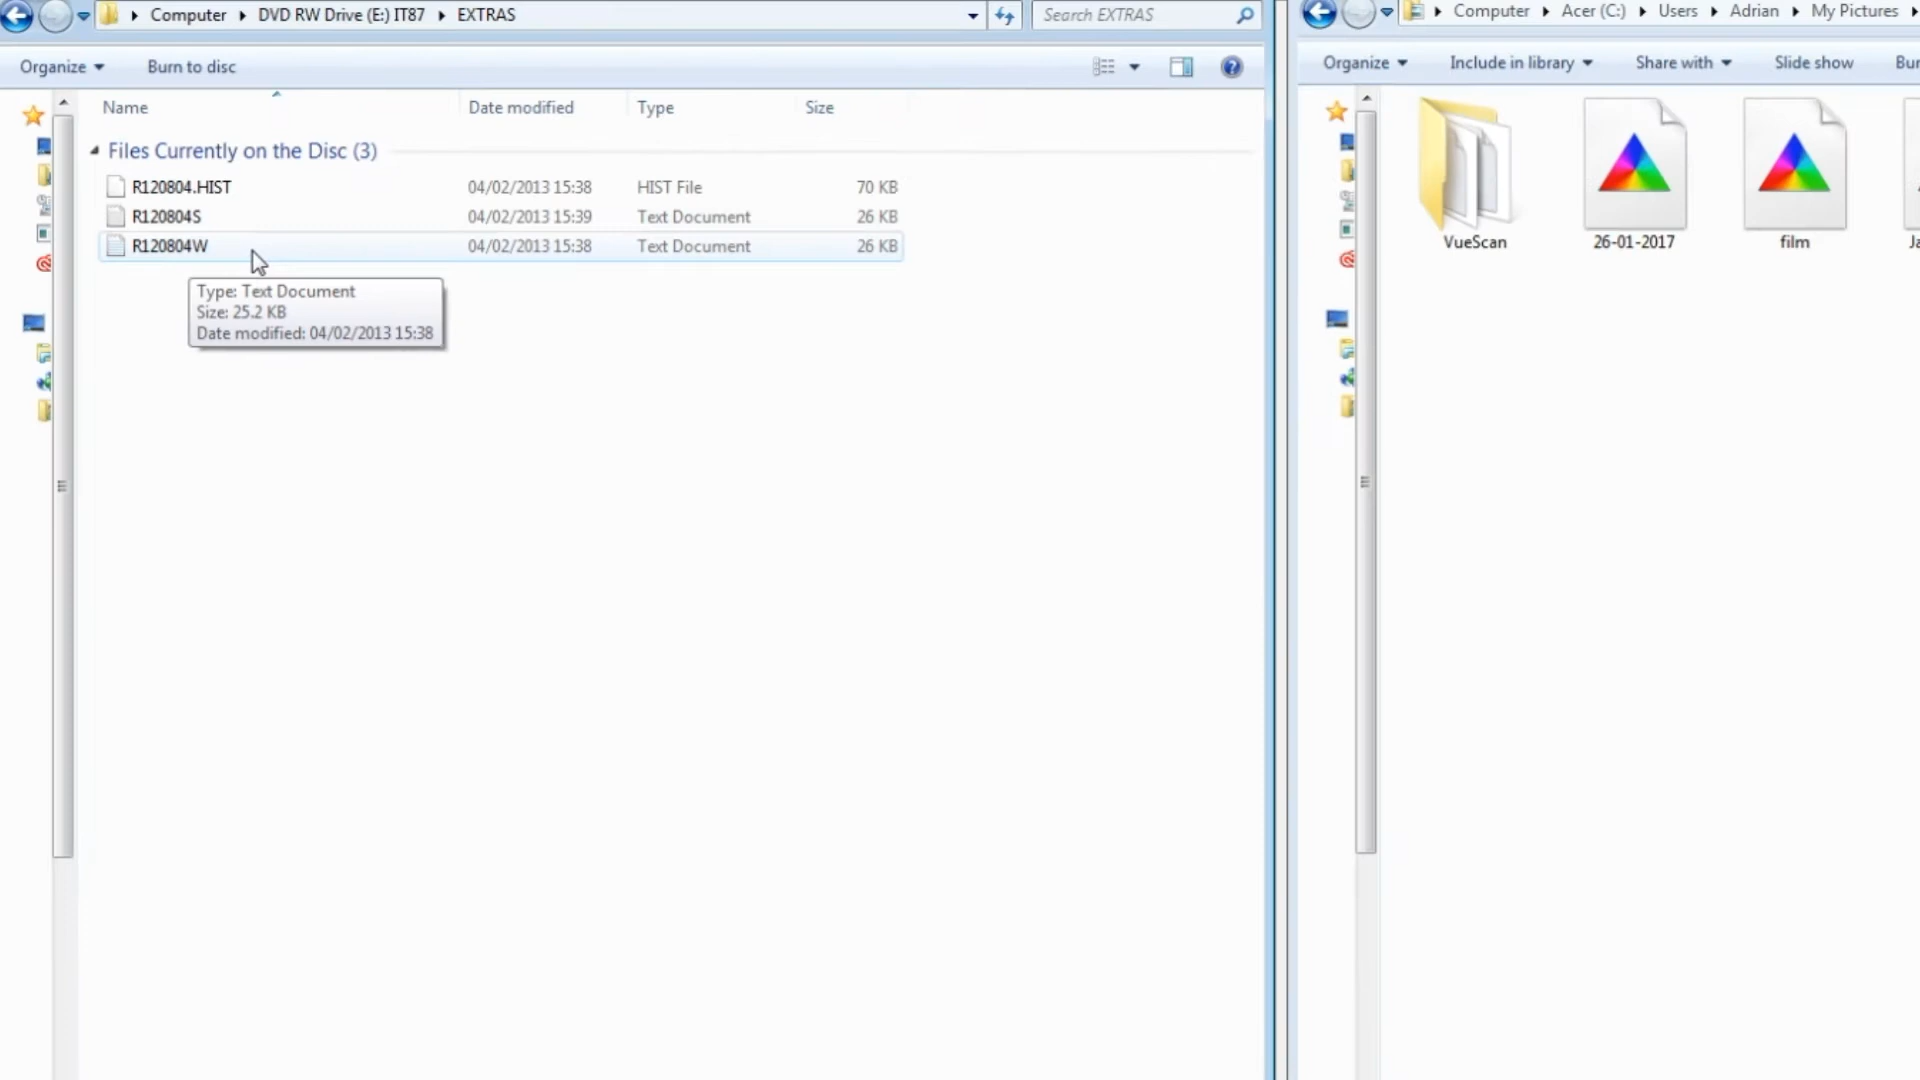 Computer DVD RW Drive (E:) IT87 EXTRAS
Search EXTRAS
Organize Burn to disc
Name Date modified Type Size
Files Currently on the Disc (3)
R120804.HIST 04/02/2013 15:38 HIST File 70 KB
R120804S 04/02/2013 15:39 Text Document 26 KB
R120804W 04/02/2013 15:38 Text Document 26 KB
Type: Text Document
Size: 25.2 KB
Date modified: 04/02/2013 15:38
Computer Acer (C:) Users Adrian My Pictures
Organize Include in library Share with Slide show Bur
VueScan 26-01-2017 film Ja